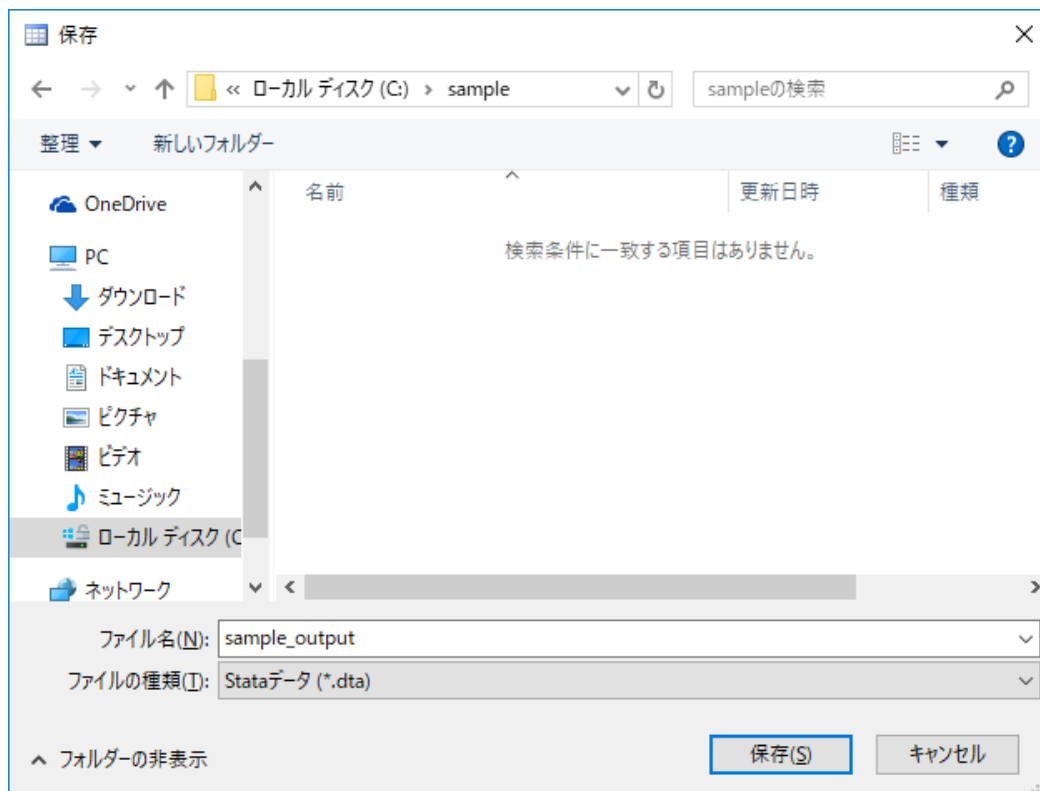 保存
« ローカル ディスク (C:) › sample
sampleの検索
整理
新しいフォルダー
?
名前
更新日時
種類
検索条件に一致する項目はありません。
OneDrive
PC
ダウンロード
デスクトップ
ドキュメント
ピクチャ
ビデオ
ミュージック
ローカル ディスク (C
ネットワーク
ファイル名(N): sample_output
ファイルの種類(T): Stataデータ (*.dta)
フォルダーの非表示
保存(S)
キャンセル